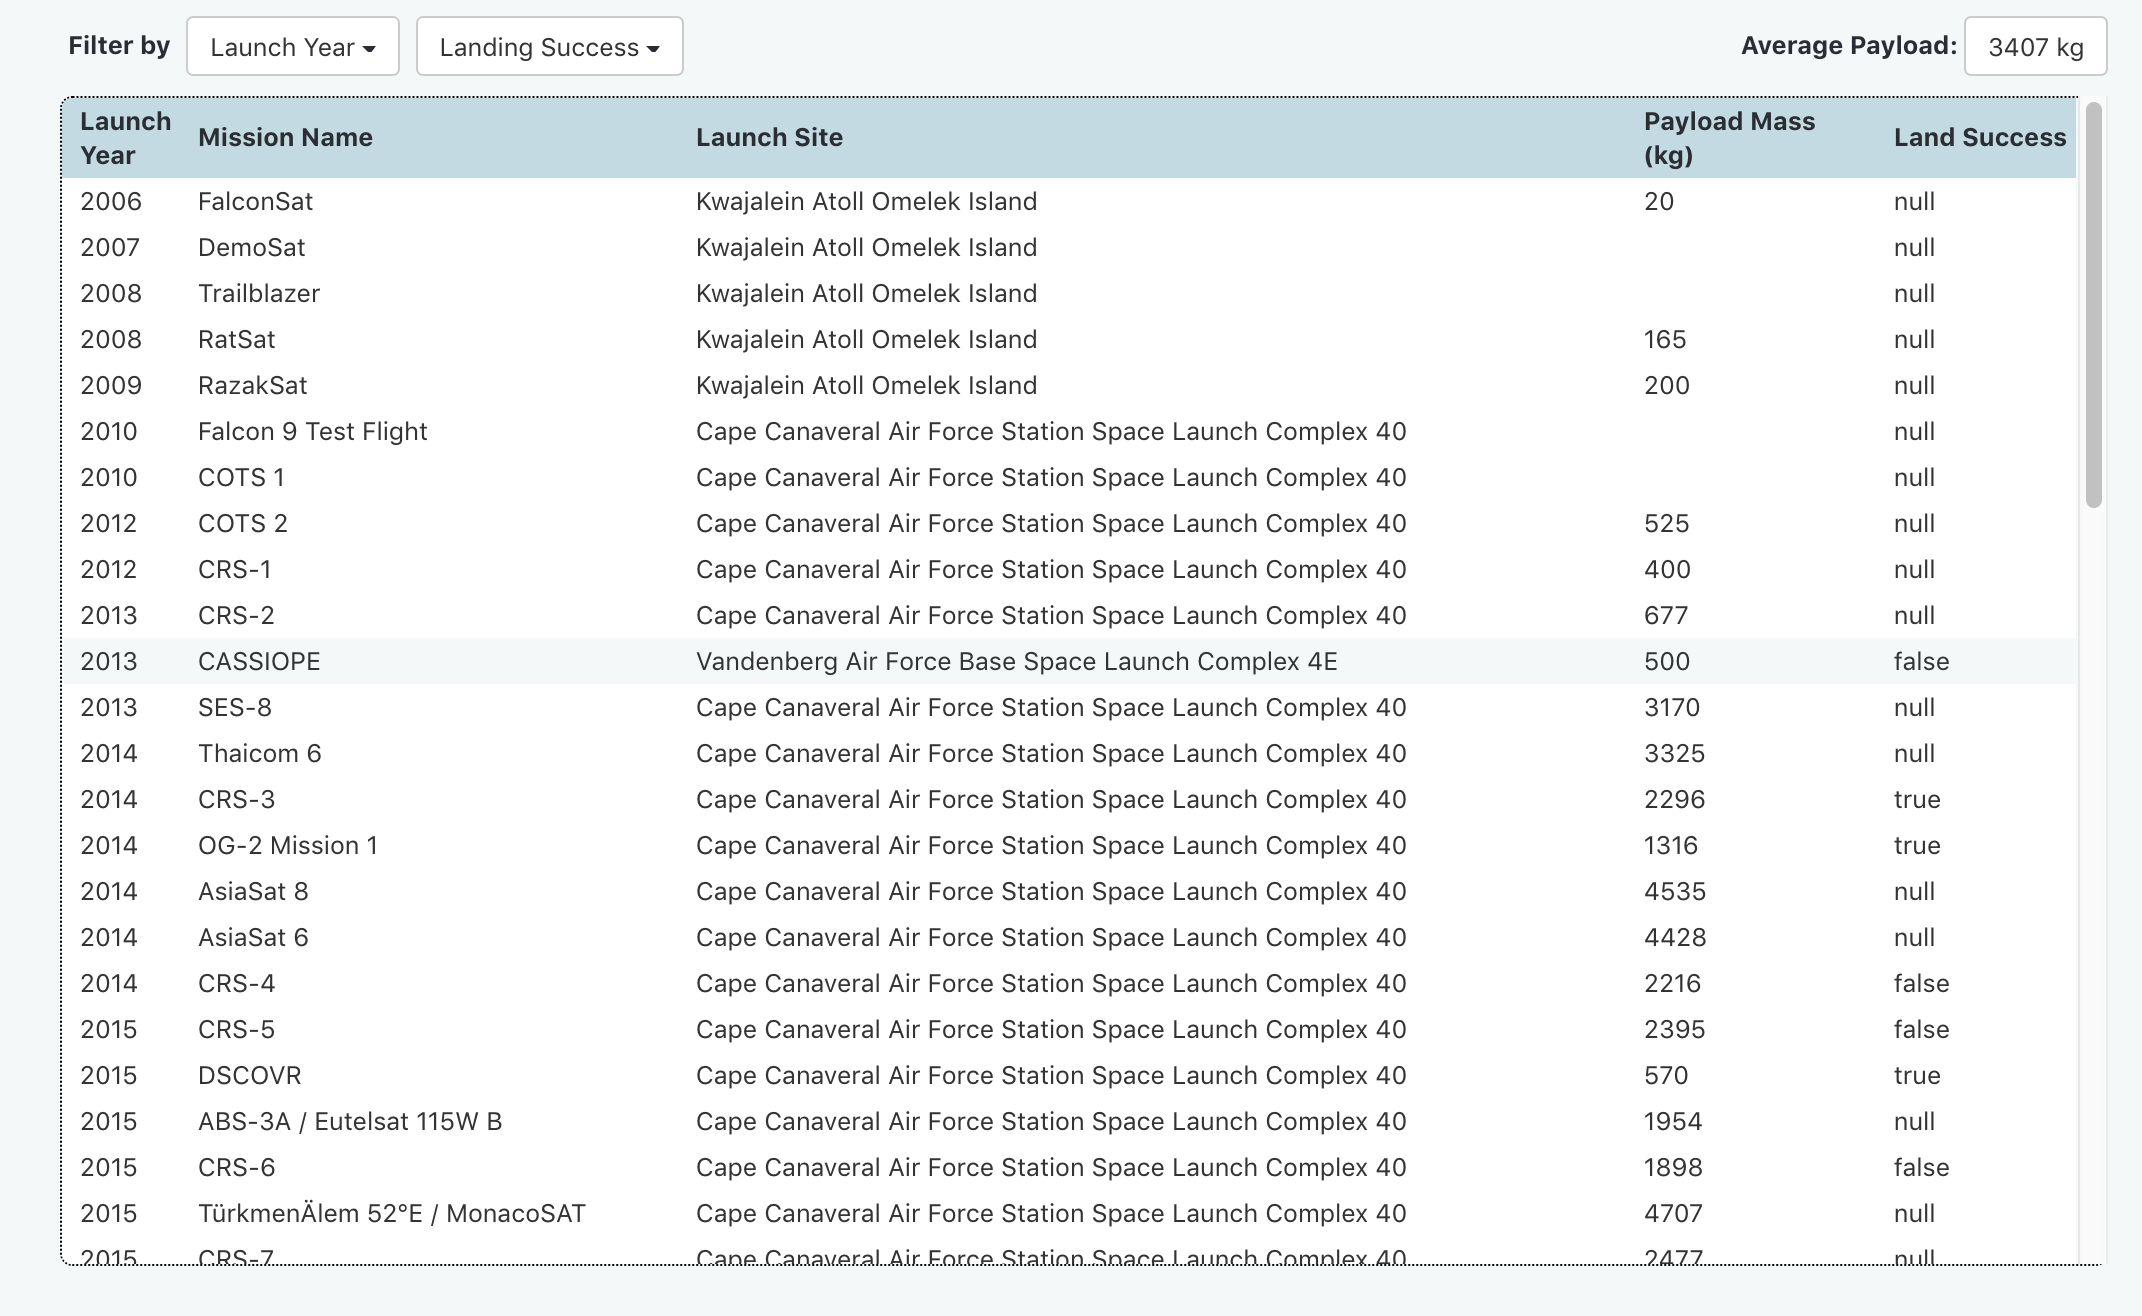 Filter by Launch Year Landing Success Average Payload: 3407 kg
Launch Year Mission Name Launch Site Payload Mass (kg) Land Success
2006 FalconSat Kwajalein Atoll Omelek Island 20 null
2007 DemoSat Kwajalein Atoll Omelek Island null
2008 Trailblazer Kwajalein Atoll Omelek Island null
2008 RatSat Kwajalein Atoll Omelek Island 165 null
2009 RazakSat Kwajalein Atoll Omelek Island 200 null
2010 Falcon 9 Test Flight Cape Canaveral Air Force Station Space Launch Complex 40 null
2010 COTS 1 Cape Canaveral Air Force Station Space Launch Complex 40 null
2012 COTS 2 Cape Canaveral Air Force Station Space Launch Complex 40 525 null
2012 CRS-1 Cape Canaveral Air Force Station Space Launch Complex 40 400 null
2013 CRS-2 Cape Canaveral Air Force Station Space Launch Complex 40 677 null
2013 CASSIOPE Vandenberg Air Force Base Space Launch Complex 4E 500 false
2013 SES-8 Cape Canaveral Air Force Station Space Launch Complex 40 3170 null
2014 Thaicom 6 Cape Canaveral Air Force Station Space Launch Complex 40 3325 null
2014 CRS-3 Cape Canaveral Air Force Station Space Launch Complex 40 2296 true
2014 OG-2 Mission 1 Cape Canaveral Air Force Station Space Launch Complex 40 1316 true
2014 AsiaSat 8 Cape Canaveral Air Force Station Space Launch Complex 40 4535 null
2014 AsiaSat 6 Cape Canaveral Air Force Station Space Launch Complex 40 4428 null
2014 CRS-4 Cape Canaveral Air Force Station Space Launch Complex 40 2216 false
2015 CRS-5 Cape Canaveral Air Force Station Space Launch Complex 40 2395 false
2015 DSCOVR Cape Canaveral Air Force Station Space Launch Complex 40 570 true
2015 ABS-3A / Eutelsat 115W B Cape Canaveral Air Force Station Space Launch Complex 40 1954 null
2015 CRS-6 Cape Canaveral Air Force Station Space Launch Complex 40 1898 false
2015 TürkmenÄlem 52°E / MonacoSAT Cape Canaveral Air Force Station Space Launch Complex 40 4707 null
2015 CRS-7 Cape Canaveral Air Force Station Space Launch Complex 40 2477 null